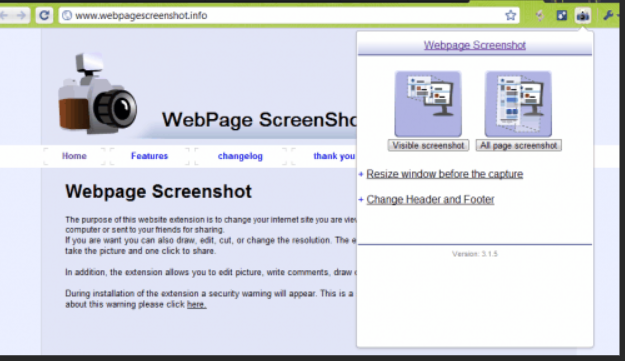 www.webpagescreenshot.info
Webpage Screenshot
WebPage ScreenSho
Visible screenshot
All page screenshot
Home
Features
changelog
thank you
+ Resize window before the capture
+ Change Header and Footer
Webpage Screenshot
The purpose of this website extension is to change your internet site you are view
computer or sent to your friends for sharing.
If you are want you can also draw, edit, cut, or change the resolution. The e
take the picture and one click to share.
Version: 3.1.5
In addition, the extension allows you to edit picture, write comments, draw
During installation of the extension a security warning will appear. This is a
about this warning please click here.